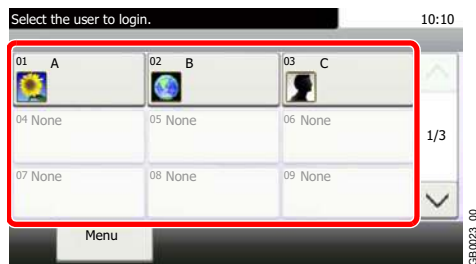 Select the user to login.
10:10
01 A
02 B
03 C
04 None
05 None
06 None
1/3
07 None
08 None
09 None
Menu
GB0023_00